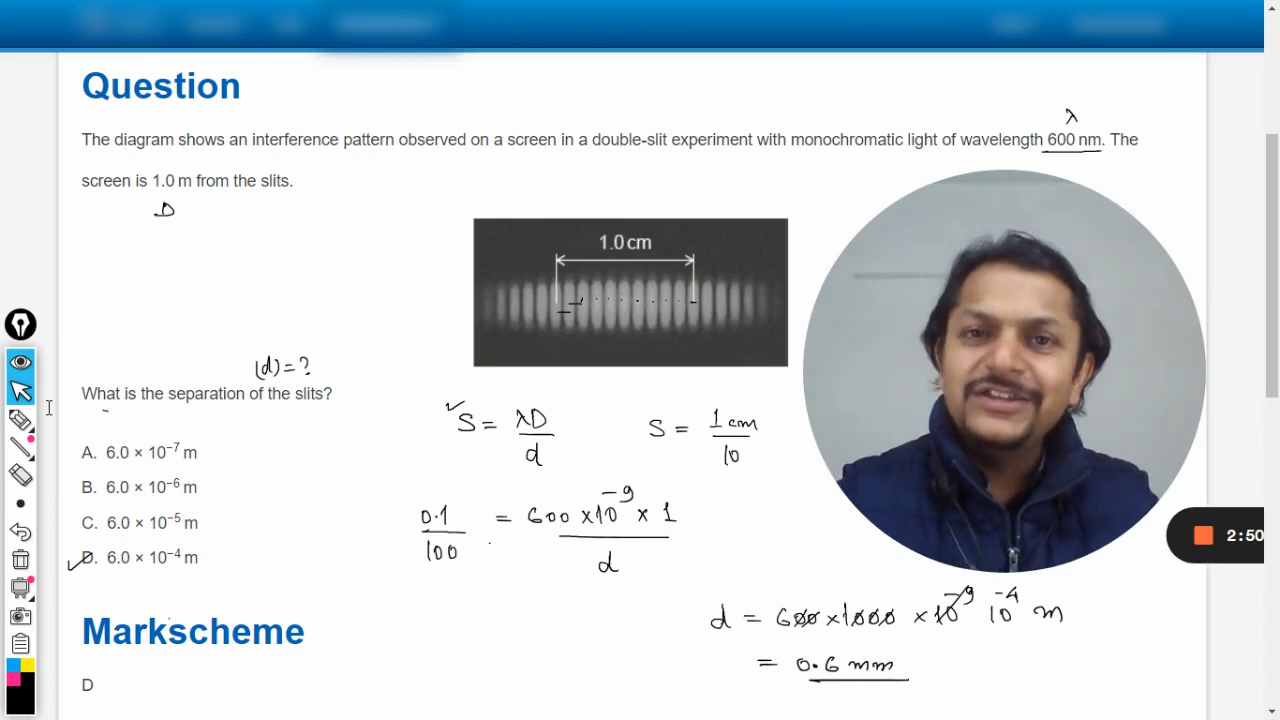 Question
λ
The diagram shows an interference pattern observed on a screen in a double-slit experiment with monochromatic light of wavelength 600 nm. The
screen is 1.0 m from the slits.
D
1.0 cm
(d) = ?
What is the separation of the slits?
A. 6.0 × 10⁻⁷ m
B. 6.0 × 10⁻⁶ m
C. 6.0 × 10⁻⁵ m
D. 6.0 × 10⁻⁴ m
✓S = λD / d
S = 1 cm / 10
0.1 / 100 = 600 × 10⁻⁹ × 1 / d
d = 600 × 1000 × 10⁻⁹ 10⁻⁴ m
= 0.6 mm
2:50
Markscheme
D